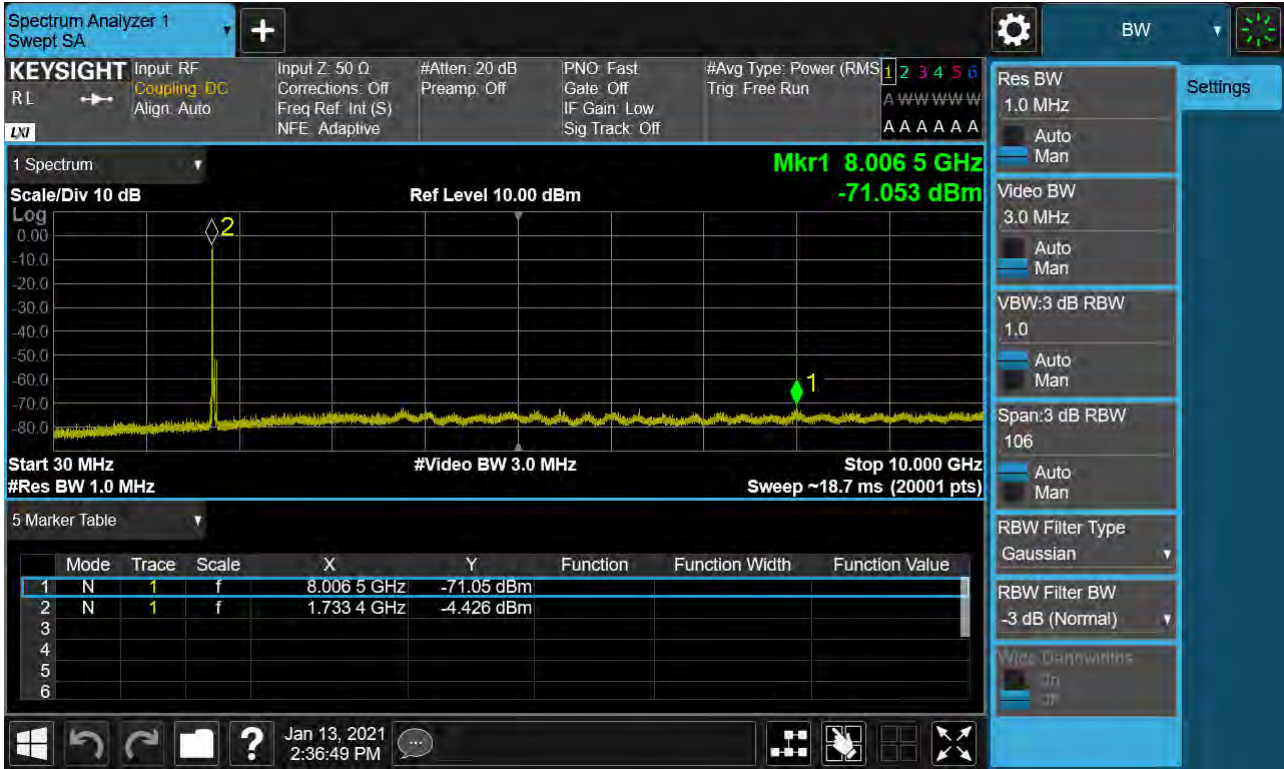 Spectrum Analyzer 1
Swept SA
+
BW
KEYSIGHT
RL
LXI
Input: RF
Coupling: DC
Align: Auto
Input Z: 50 Ω
Corrections: Off
Freq Ref: Int (S)
NFE: Adaptive
#Atten: 20 dB
Preamp: Off
PNO: Fast
Gate: Off
IF Gain: Low
Sig Track: Off
#Avg Type: Power (RMS
Trig: Free Run
1 2 3 4 5 6
A W W W W W
A A A A A A
1 Spectrum
Scale/Div 10 dB
Ref Level 10.00 dBm
Mkr1 8.006 5 GHz
-71.053 dBm
Log
0.00
-10.0
-20.0
-30.0
-40.0
-50.0
-60.0
-70.0
-80.0
2
1
Start 30 MHz
#Video BW 3.0 MHz
Stop 10.000 GHz
#Res BW 1.0 MHz
Sweep ~18.7 ms (20001 pts)
5 Marker Table
Mode Trace Scale X Y Function Function Width Function Value
1 N 1 f 8.006 5 GHz -71.05 dBm
2 N 1 f 1.733 4 GHz -4.426 dBm
3
4
5
6
Jan 13, 2021
2:36:49 PM
?
Res BW
1.0 MHz
Auto
Man
Video BW
3.0 MHz
Auto
Man
VBW:3 dB RBW
1.0
Auto
Man
Span:3 dB RBW
106
Auto
Man
RBW Filter Type
Gaussian
RBW Filter BW
-3 dB (Normal)
Settings